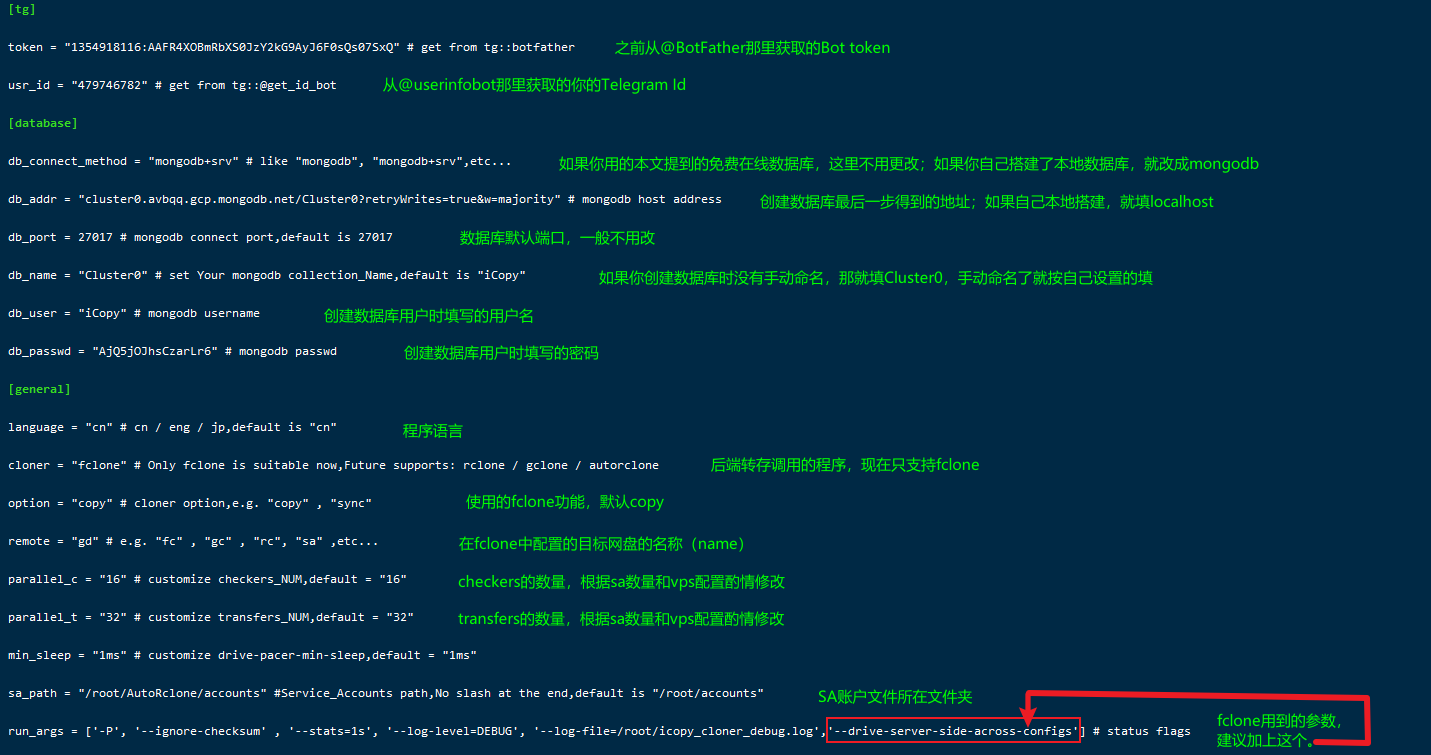 [tg]
token = "1354918116:AAFR4XOBmRbXS0JzY2kG9AyJ6F0sQs07SxQ" # get from tg::botfather 之前从@BotFather那里获取的Bot token
usr_id = "479746782" # get from tg::@get_id_bot 从@userinfobot那里获取的你的Telegram Id
[database]
db_connect_method = "mongodb+srv" # like "mongodb", "mongodb+srv",etc... 如果你用的本文提到的免费在线数据库，这里不用更改；如果你自己搭建了本地数据库，就改成mongodb
db_addr = "cluster0.avbqq.gcp.mongodb.net/Cluster0?retryWrites=true&w=majority" # mongodb host address 创建数据库最后一步得到的地址；如果自己本地搭建，就填localhost
db_port = 27017 # mongodb connect port,default is 27017 数据库默认端口，一般不用改
db_name = "Cluster0" # set Your mongodb collection_Name,default is "iCopy" 如果你创建数据库时没有手动命名，那就填Cluster0，手动命名了就按自己设置的填
db_user = "iCopy" # mongodb username 创建数据库用户时填写的用户名
db_passwd = "AjQ5jOJhsCzarLr6" # mongodb passwd 创建数据库用户时填写的密码
[general]
language = "cn" # cn / eng / jp,default is "cn" 程序语言
cloner = "fclone" # Only fclone is suitable now,Future supports: rclone / gclone / autorclone 后端转存调用的程序，现在只支持fclone
option = "copy" # cloner option,e.g. "copy" , "sync" 使用的fclone功能，默认copy
remote = "gd" # e.g. "fc" , "gc" , "rc", "sa" ,etc... 在fclone中配置的目标网盘的名称（name）
parallel_c = "16" # customize checkers_NUM,default = "16" checkers的数量，根据sa数量和vps配置酌情修改
parallel_t = "32" # customize transfers_NUM,default = "32" transfers的数量，根据sa数量和vps配置酌情修改
min_sleep = "1ms" # customize drive-pacer-min-sleep,default = "1ms"
sa_path = "/root/AutoRclone/accounts" #Service_Accounts path,No slash at the end,default is "/root/accounts" SA账户文件所在文件夹
run_args = ['-P', '--ignore-checksum' , '--stats=1s', '--log-level=DEBUG', '--log-file=/root/icopy_cloner_debug.log','--drive-server-side-across-configs'] # status flags
fclone用到的参数，
建议加上这个。